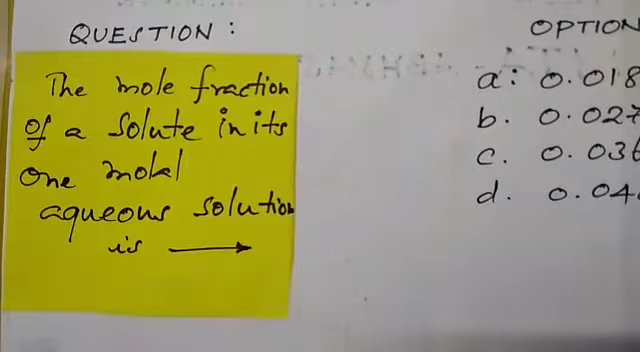 QUESTION :
The mole fraction
of a solute in its
one molal
aqueous solution
is
OPTION
a: 0.018
b. 0.027
c. 0.036
d. 0.04